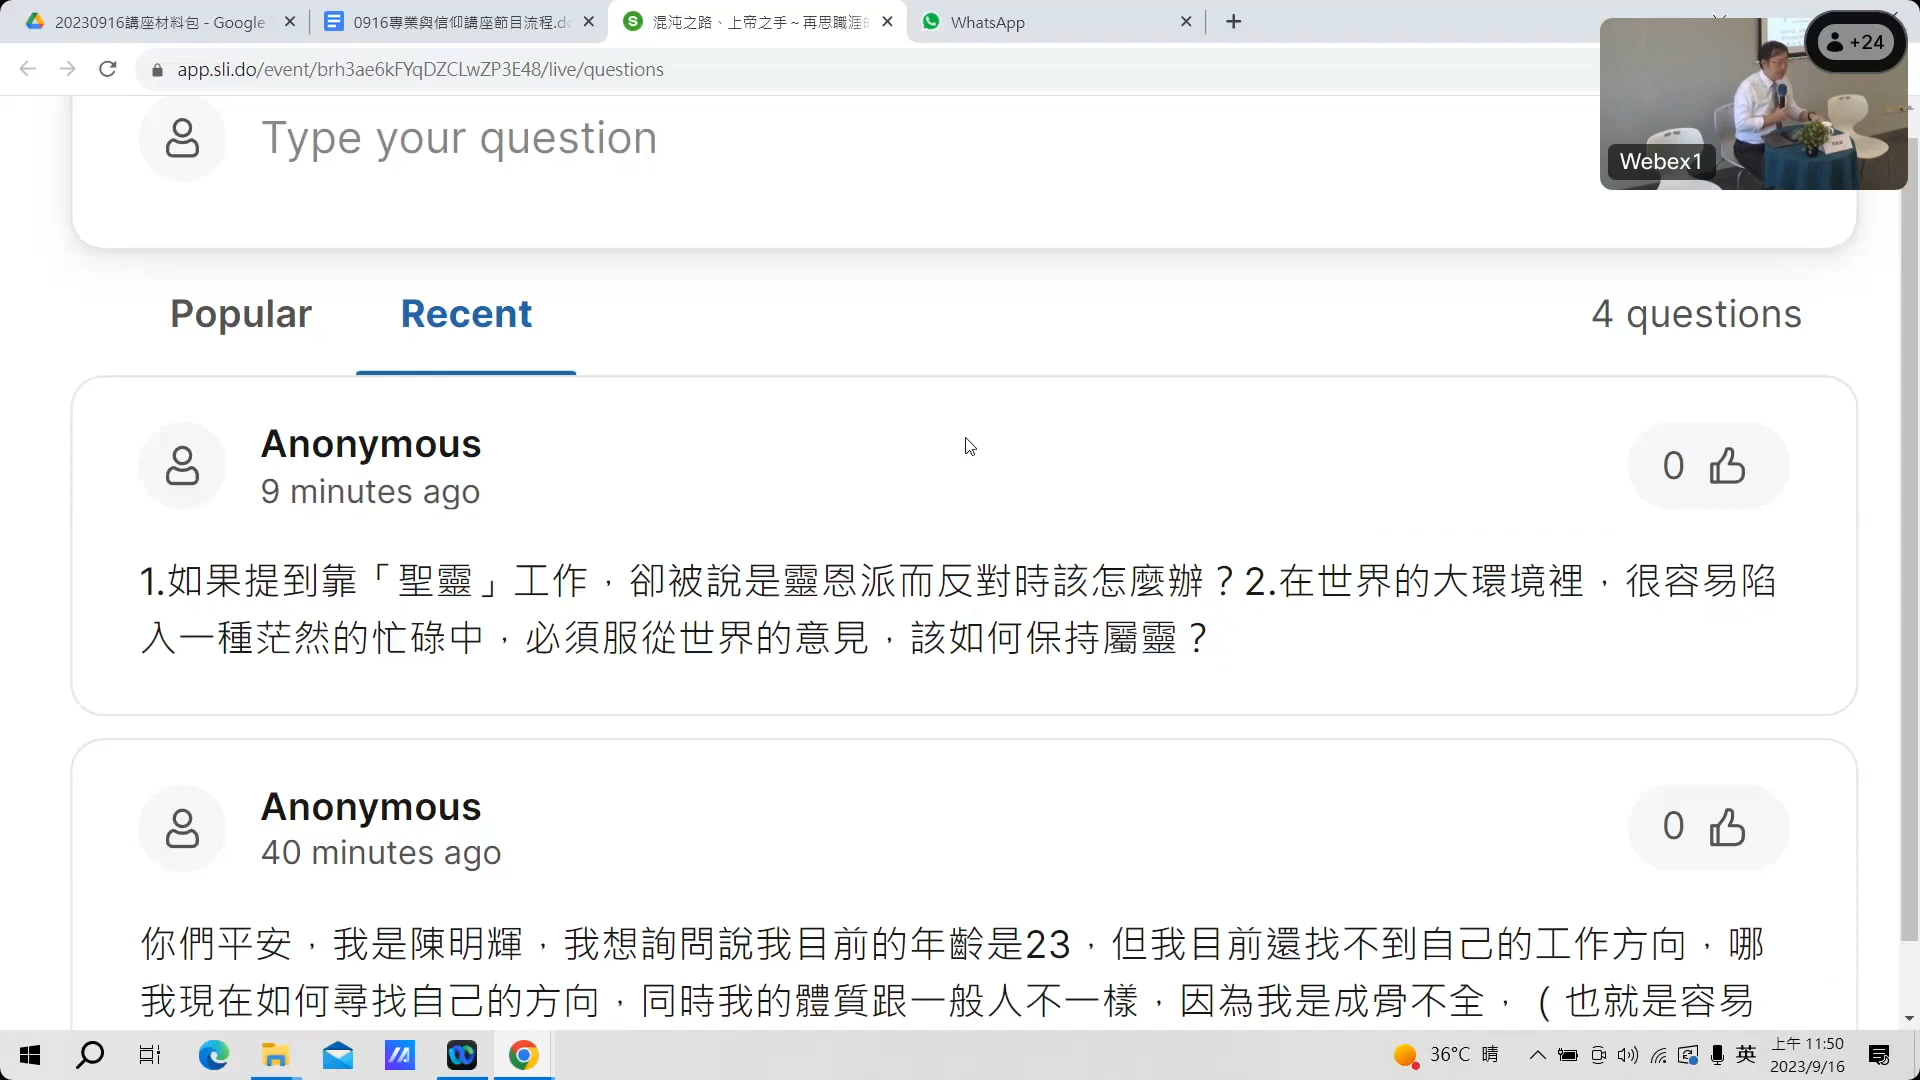 20230916講座材料包 - Google
0916專業與信仰講座節目流程.do
混沌之路、上帝之手～再思職涯的
WhatsApp
app.sli.do/event/brh3ae6kFYqDZCLwZP3E48/live/questions
+24
Webex1
Type your question
Popular
Recent
4 questions
Anonymous
9 minutes ago
0
1.如果提到靠「聖靈」工作，卻被說是靈恩派而反對時該怎麼辦？2.在世界的大環境裡，很容易陷
入一種茫然的忙碌中，必須服從世界的意見，該如何保持屬靈？
Anonymous
40 minutes ago
0
你們平安，我是陳明輝，我想詢問說我目前的年齡是23，但我目前還找不到自己的工作方向，哪
我現在如何尋找自己的方向，同時我的體質跟一般人不一樣，因為我是成骨不全，（也就是容易
36°C 晴
英
上午 11:50
2023/9/16